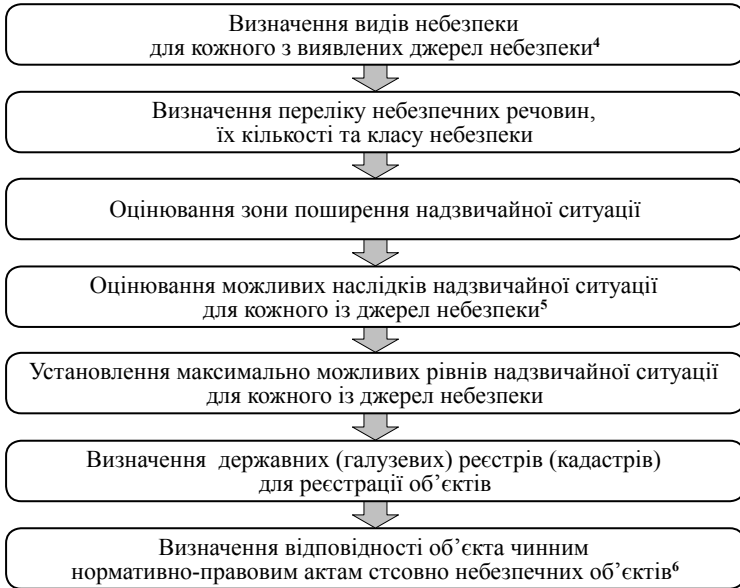 Визначення видів небезпеки
для кожного з виявлених джерел небезпеки⁴
Визначення переліку небезпечних речовин,
їх кількості та класу небезпеки
Оцінювання зони поширення надзвичайної ситуації
Оцінювання можливих наслідків надзвичайної ситуації
для кожного із джерел небезпеки⁵
Установлення максимально можливих рівнів надзвичайної ситуації
для кожного із джерел небезпеки
Визначення державних (галузевих) реєстрів (кадастрів)
для реєстрації об’єктів
Визначення відповідності об’єкта чинним
нормативно-правовим актам стсовно небезпечних об’єктів⁶